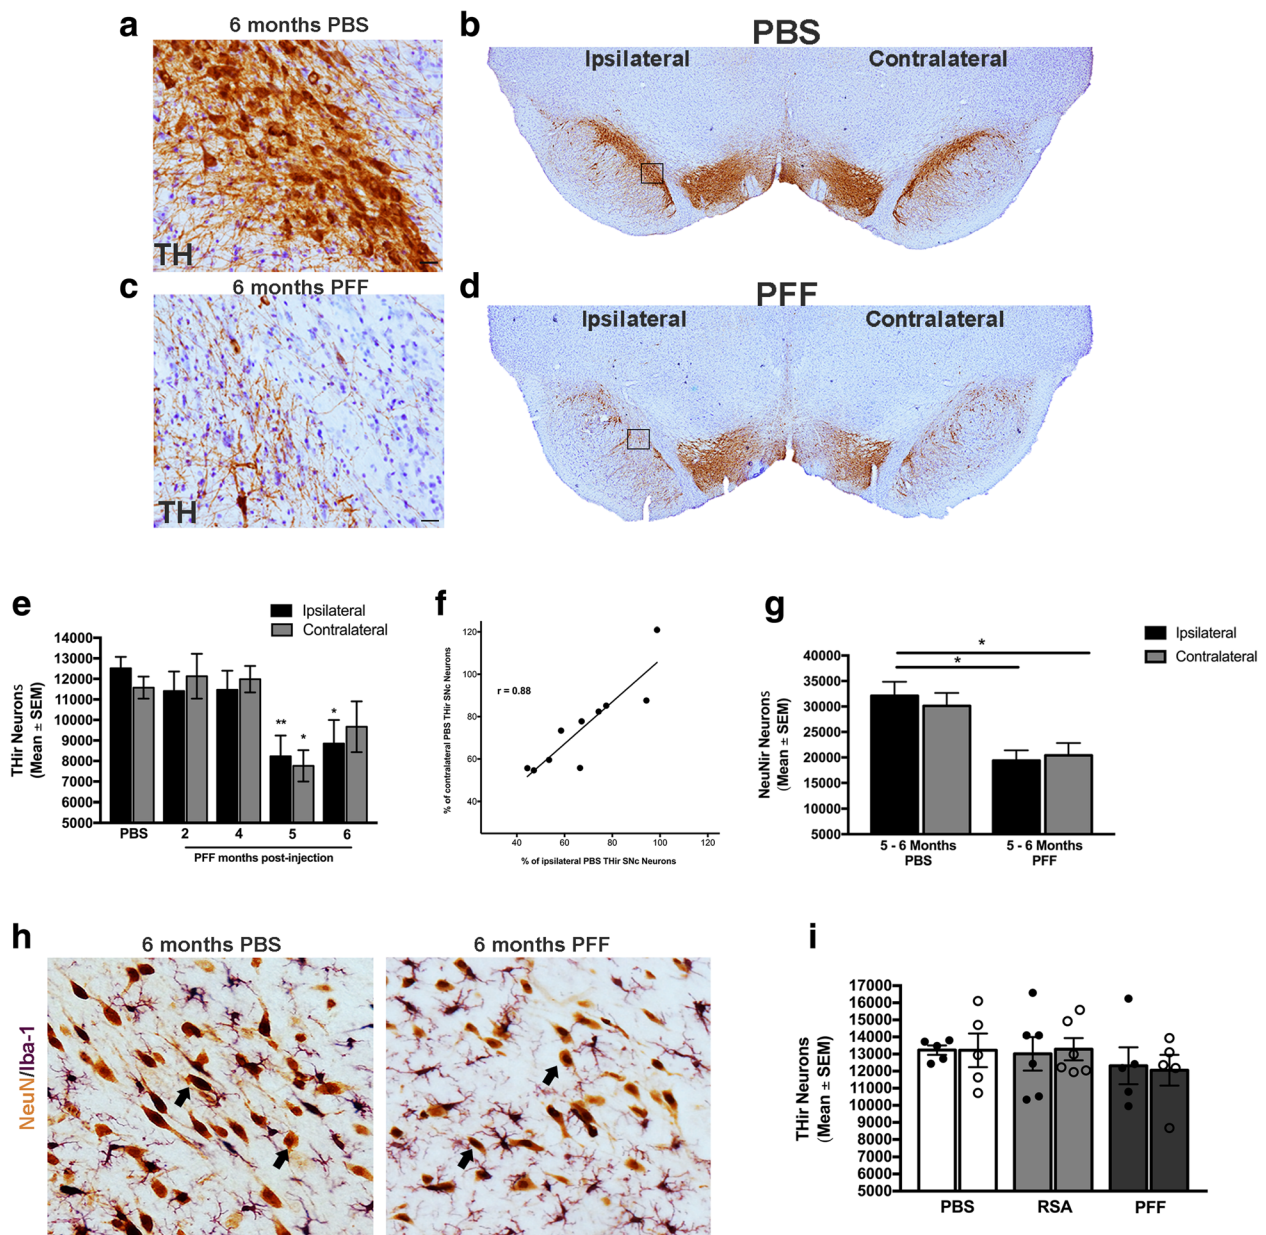 a
6 months PBS
TH
b
PBS
Ipsilateral
Contralateral
c
6 months PFF
TH
d
PFF
Ipsilateral
Contralateral
e
Ipsilateral
Contralateral
THir Neurons
(Mean ± SEM)
14000
13000
12000
11000
10000
9000
8000
7000
6000
5000
**
*
*
PBS
2
4
5
6
PFF months post-injection
f
% of contralateral PBS THir SNc Neurons
120
100
80
60
40
r = 0.88
40
60
80
100
120
% of ipsilateral PBS THir SNc Neurons
g
Ipsilateral
Contralateral
NeuNir Neurons
(Mean ± SEM)
40000
35000
30000
25000
20000
15000
10000
5000
*
*
5 - 6 Months
PBS
5 - 6 Months
PFF
h
6 months PBS
6 months PFF
NeuN/Iba-1
i
THir Neurons
(Mean ± SEM)
17000
16000
15000
14000
13000
12000
11000
10000
9000
8000
7000
6000
5000
PBS
RSA
PFF